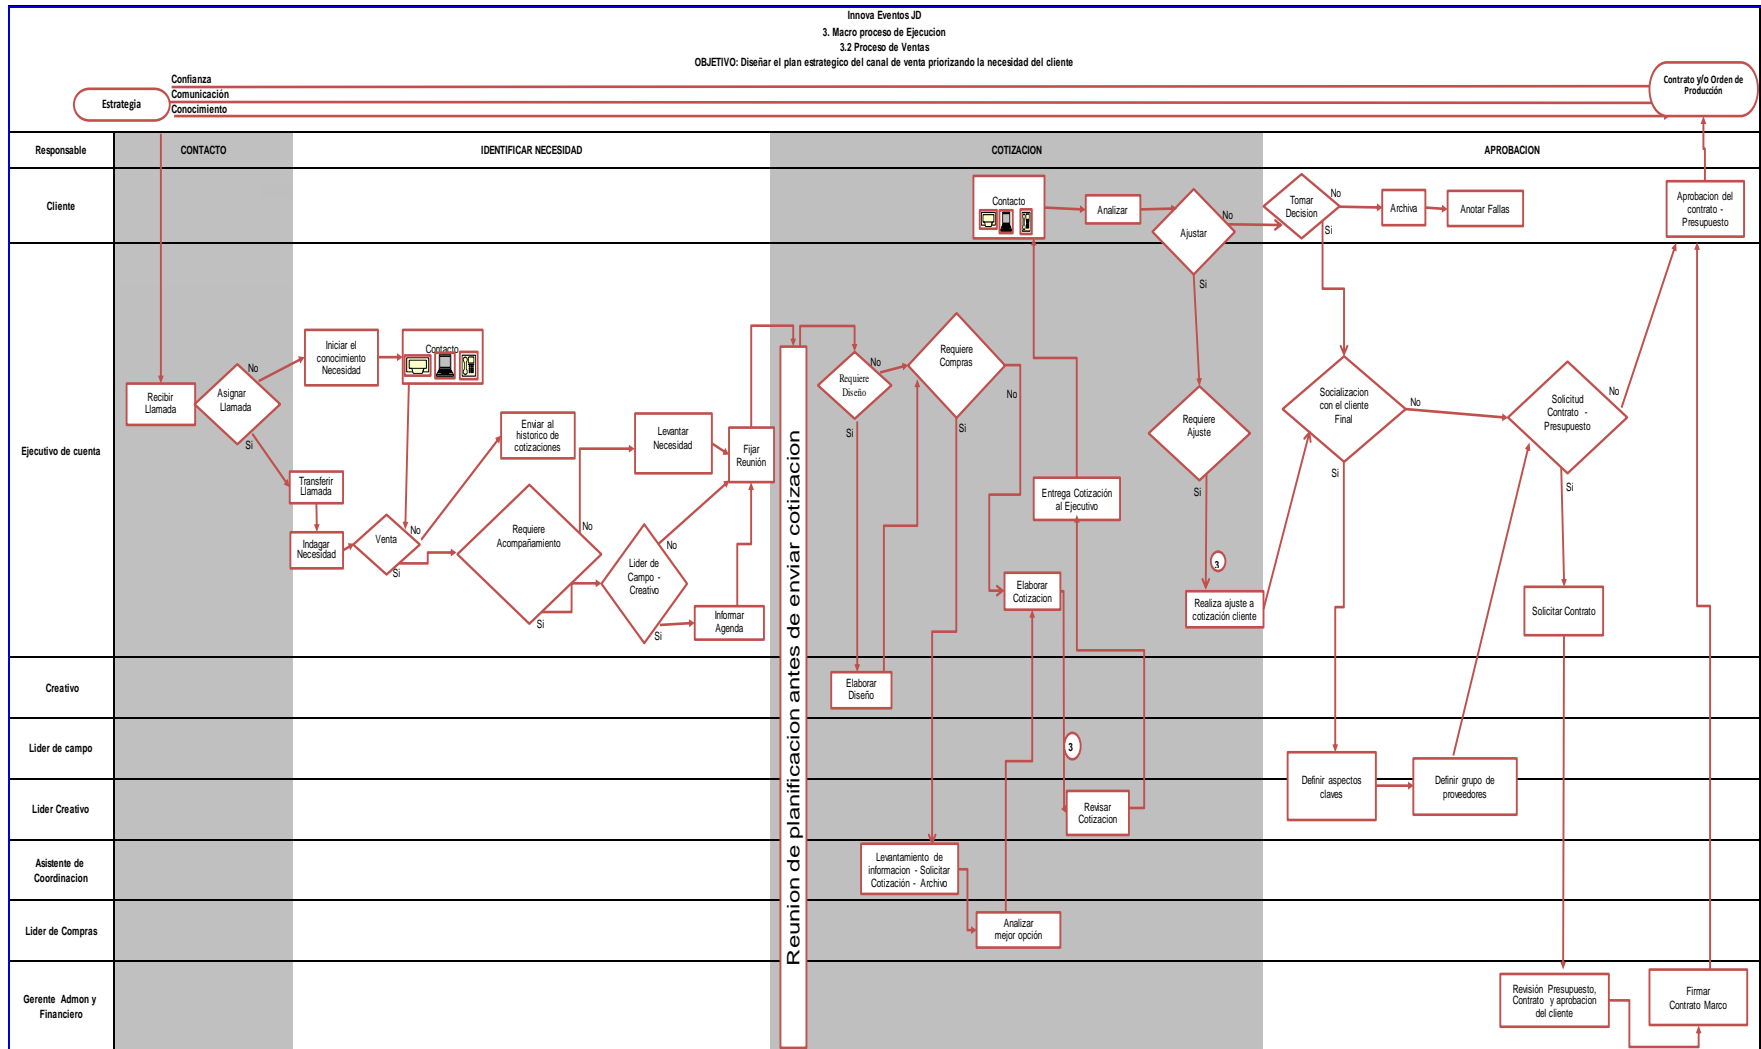 Innova Eventos JD
3. Macro proceso de Ejecucion
3.2 Proceso de Ventas
OBJETIVO: Diseñar el plan estrategico del canal de venta priorizando la necesidad del cliente
Estrategia
Confianza
Comunicación
Conocimiento
Contrato y/o Orden de
Producción
Responsable
CONTACTO
IDENTIFICAR NECESIDAD
COTIZACION
APROBACION
Cliente
Contacto
Analizar
Ajustar
No
Si
Tomar
Decision
No
Si
Archiva
Anotar Fallas
Aprobacion del
contrato -
Presupuesto
Ejecutivo de cuenta
Recibir
Llamada
Asignar
Llamada
No
Si
Iniciar el
conocimiento
Necesidad
Contacto
Transferir
Llamada
Indagar
Necesidad
Venta
No
Si
Enviar al
historico de
cotizaciones
Requiere
Acompañamiento
No
Si
Levantar
Necesidad
Lider de
Campo -
Creativo
No
Si
Informar
Agenda
Fijar
Reunión
Reunion de planificacion antes de enviar cotizacion
Requiere
Diseño
No
Si
Requiere
Compras
No
Si
Entrega Cotización
al Ejecutivo
Elaborar
Cotizacion
Requiere
Ajuste
Si
3
Realiza ajuste a
cotización cliente
Socializacion
con el cliente
Final
No
Si
Solicitud
Contrato -
Presupuesto
No
Si
Solicitar Contrato
Creativo
Elaborar
Diseño
Lider de campo
3
Definir aspectos
claves
Definir grupo de
proveedores
Lider Creativo
Revisar
Cotizacion
Asistente de
Coordinacion
Levantamiento de
informacion - Solicitar
Cotización - Archivo
Lider de Compras
Analizar
mejor opción
Gerente Admon y
Financiero
Revisión Presupuesto,
Contrato y aprobacion
del cliente
Firmar
Contrato Marco